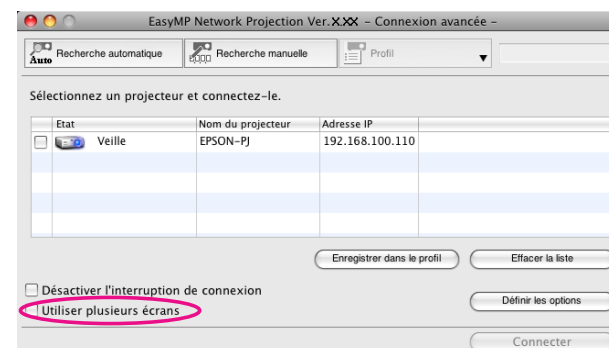 EasyMP Network Projection Ver.X.XX – Connexion avancée –
Auto Recherche automatique Recherche manuelle Profil
Sélectionnez un projecteur et connectez-le.
Etat Nom du projecteur Adresse IP
Veille EPSON-PJ 192.168.100.110
Enregistrer dans le profil Effacer la liste
Désactiver l'interruption de connexion
Définir les options
Utiliser plusieurs écrans
Connecter